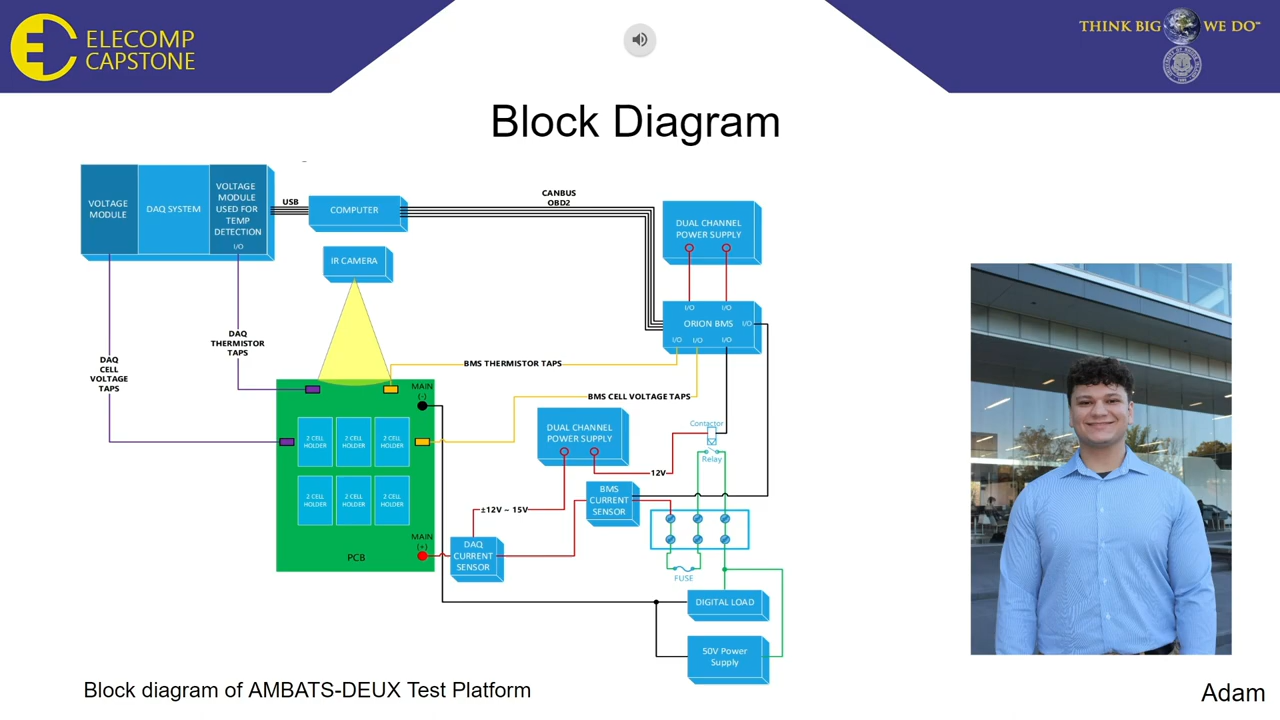 ELECOMP
CAPSTONE
THINK BIG WE DO℠
Block Diagram
VOLTAGE
MODULE
DAQ SYSTEM
VOLTAGE
MODULE
USED FOR
TEMP
DETECTION
I/O
USB
COMPUTER
CANBUS
OBD2
DUAL CHANNEL
POWER SUPPLY
IR CAMERA
I/O
I/O
ORION BMS
I/O
I/O
I/O
I/O
DAQ
THERMISTOR
TAPS
DAQ
CELL
VOLTAGE
TAPS
BMS THERMISTOR TAPS
BMS CELL VOLTAGE TAPS
MAIN
(-)
2 CELL
HOLDER
2 CELL
HOLDER
2 CELL
HOLDER
2 CELL
HOLDER
2 CELL
HOLDER
2 CELL
HOLDER
PCB
MAIN
(+)
DUAL CHANNEL
POWER SUPPLY
Contactor
Relay
12V
BMS
CURRENT
SENSOR
±12V ~ 15V
DAQ
CURRENT
SENSOR
FUSE
DIGITAL LOAD
50V Power
Supply
Block diagram of AMBATS-DEUX Test Platform
Adam